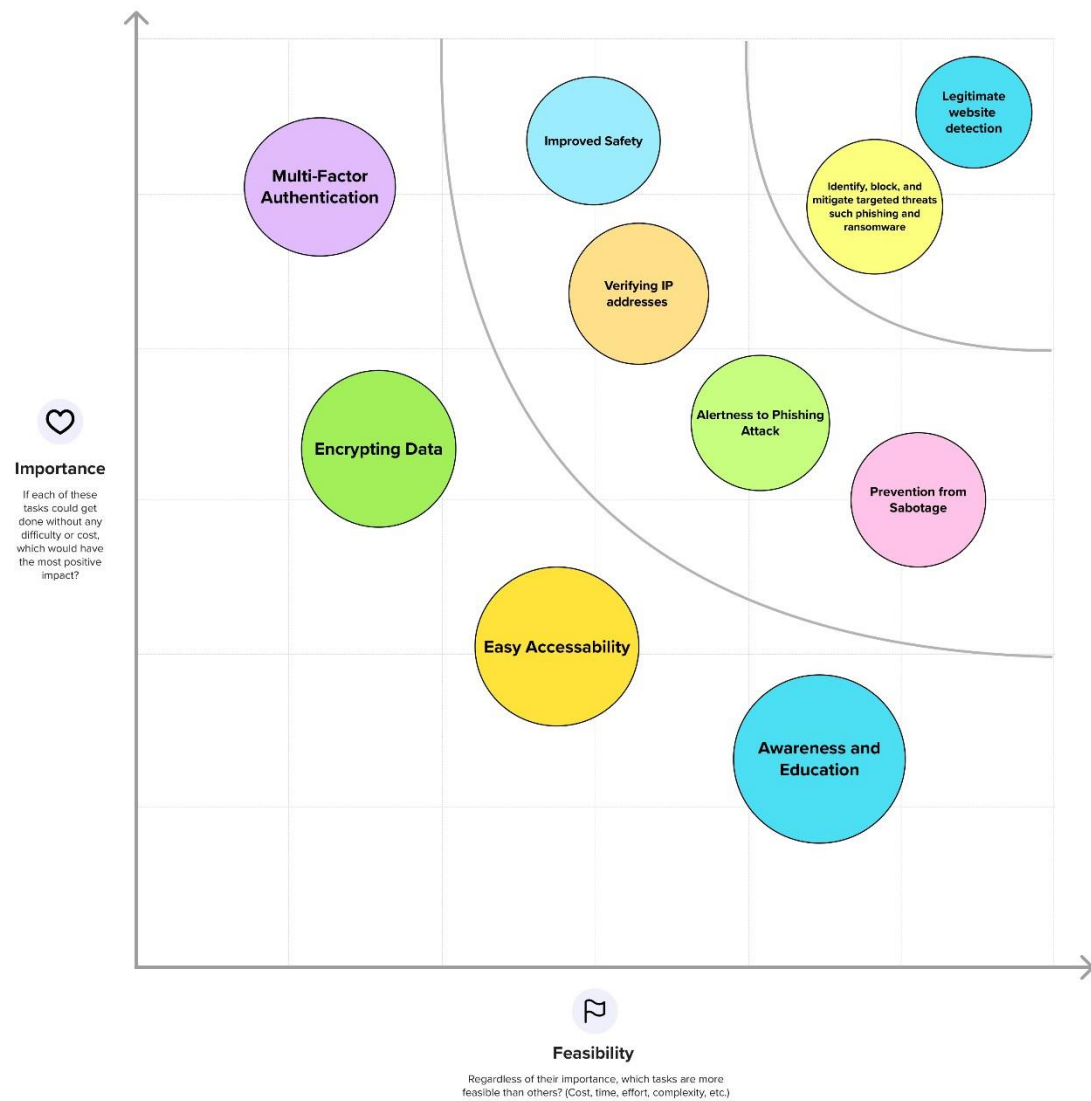 Legitimate
website
detection
Improved Safety
Multi-Factor
Authentication
Identify, block, and
mitigate targeted threats
such phishing and
ransomware
Verifying IP
addresses
Alertness to Phishing
Attack
Encrypting Data
Prevention from
Sabotage
Importance
If each of these
tasks could get
done without any
difficulty or cost,
which would have
the most positive
impact?
Easy Accessability
Awareness and
Education
Feasibility
Regardless of their importance, which tasks are more
feasible than others? (Cost, time, effort, complexity, etc.)